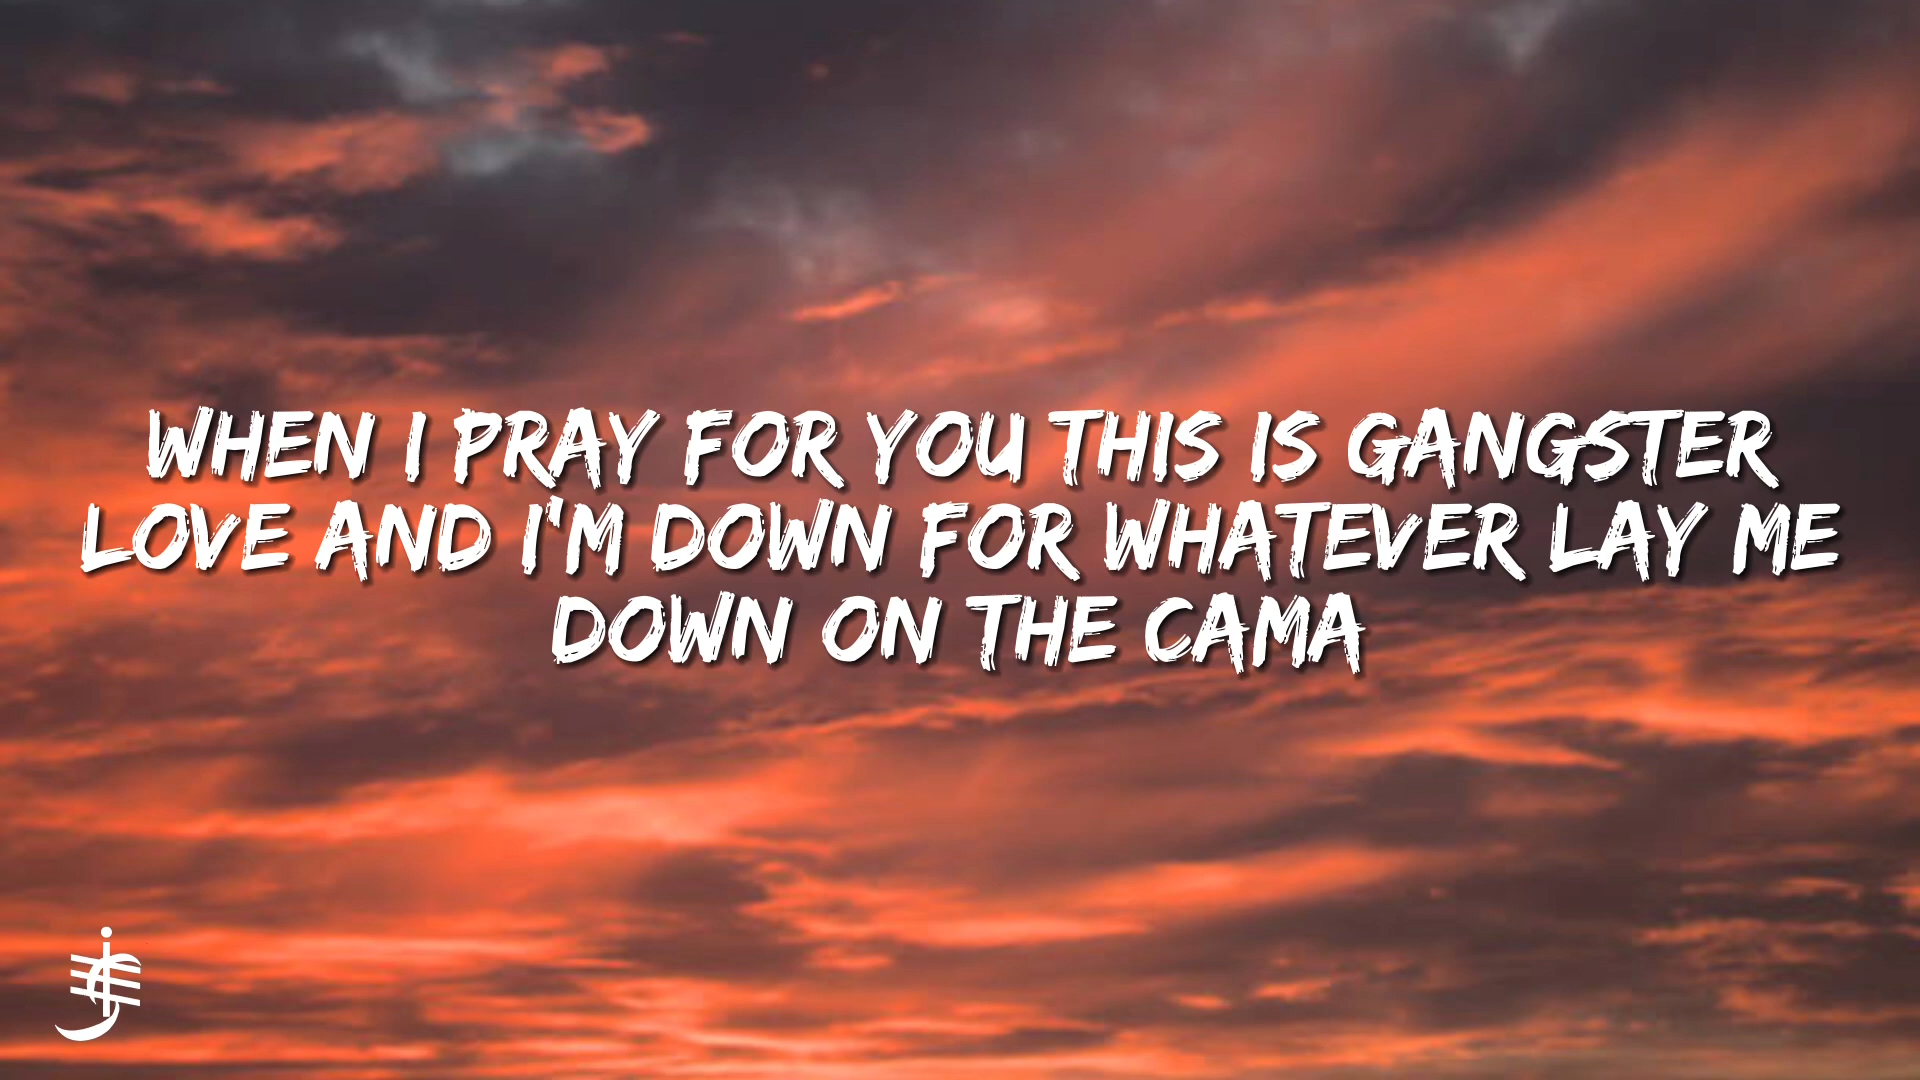 WHEN I PRAY FOR YOU THIS IS GANGSTER
LOVE AND I'M DOWN FOR WHATEVER LAY ME
DOWN ON THE CAMA